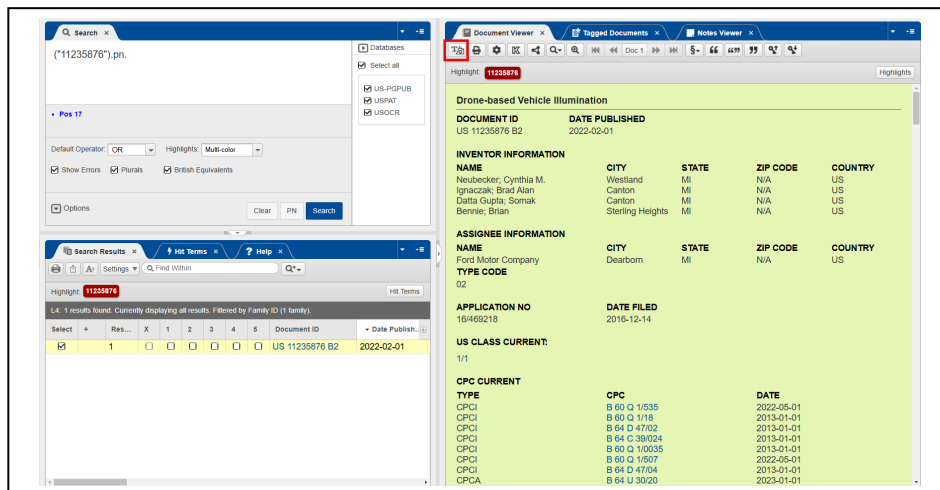 Search ×
("11235876").pn.
Pos 17
Default Operator: OR Highlights: Multi-color
Show Errors Plurals British Equivalents
Options
Clear PN Search
Databases
Select all
US-PGPUB
USPAT
USOCR
Search Results × Hit Terms × ? Help ×
Settings Find Within
Highlight: 11235876 Hit Terms
L4: 1 results found. Currently displaying all results. Filtered by Family ID (1 family).
Select + Res... X 1 2 3 4 5 Document ID Date Publish...
1 US 11235876 B2 2022-02-01
Document Viewer × Tagged Documents × Notes Viewer ×
Doc 1
Highlight: 11235876 Highlights
Drone-based Vehicle Illumination
DOCUMENT ID DATE PUBLISHED
US 11235876 B2 2022-02-01
INVENTOR INFORMATION
NAME CITY STATE ZIP CODE COUNTRY
Neubecker; Cynthia M. Westland MI N/A US
Ignaczak; Brad Alan Canton MI N/A US
Datta Gupta; Somak Canton MI N/A US
Bennie; Brian Sterling Heights MI N/A US
ASSIGNEE INFORMATION
NAME CITY STATE ZIP CODE COUNTRY
Ford Motor Company Dearborn MI N/A US
TYPE CODE
02
APPLICATION NO DATE FILED
16/469218 2016-12-14
US CLASS CURRENT:
1/1
CPC CURRENT
TYPE CPC DATE
CPCI B 60 Q 1/535 2022-05-01
CPCI B 60 Q 1/18 2013-01-01
CPCI B 64 D 47/02 2013-01-01
CPCI B 64 C 39/024 2013-01-01
CPCI B 60 Q 1/0035 2013-01-01
CPCI B 60 Q 1/507 2022-05-01
CPCI B 64 D 47/04 2013-01-01
CPCA B 64 U 30/20 2023-01-01